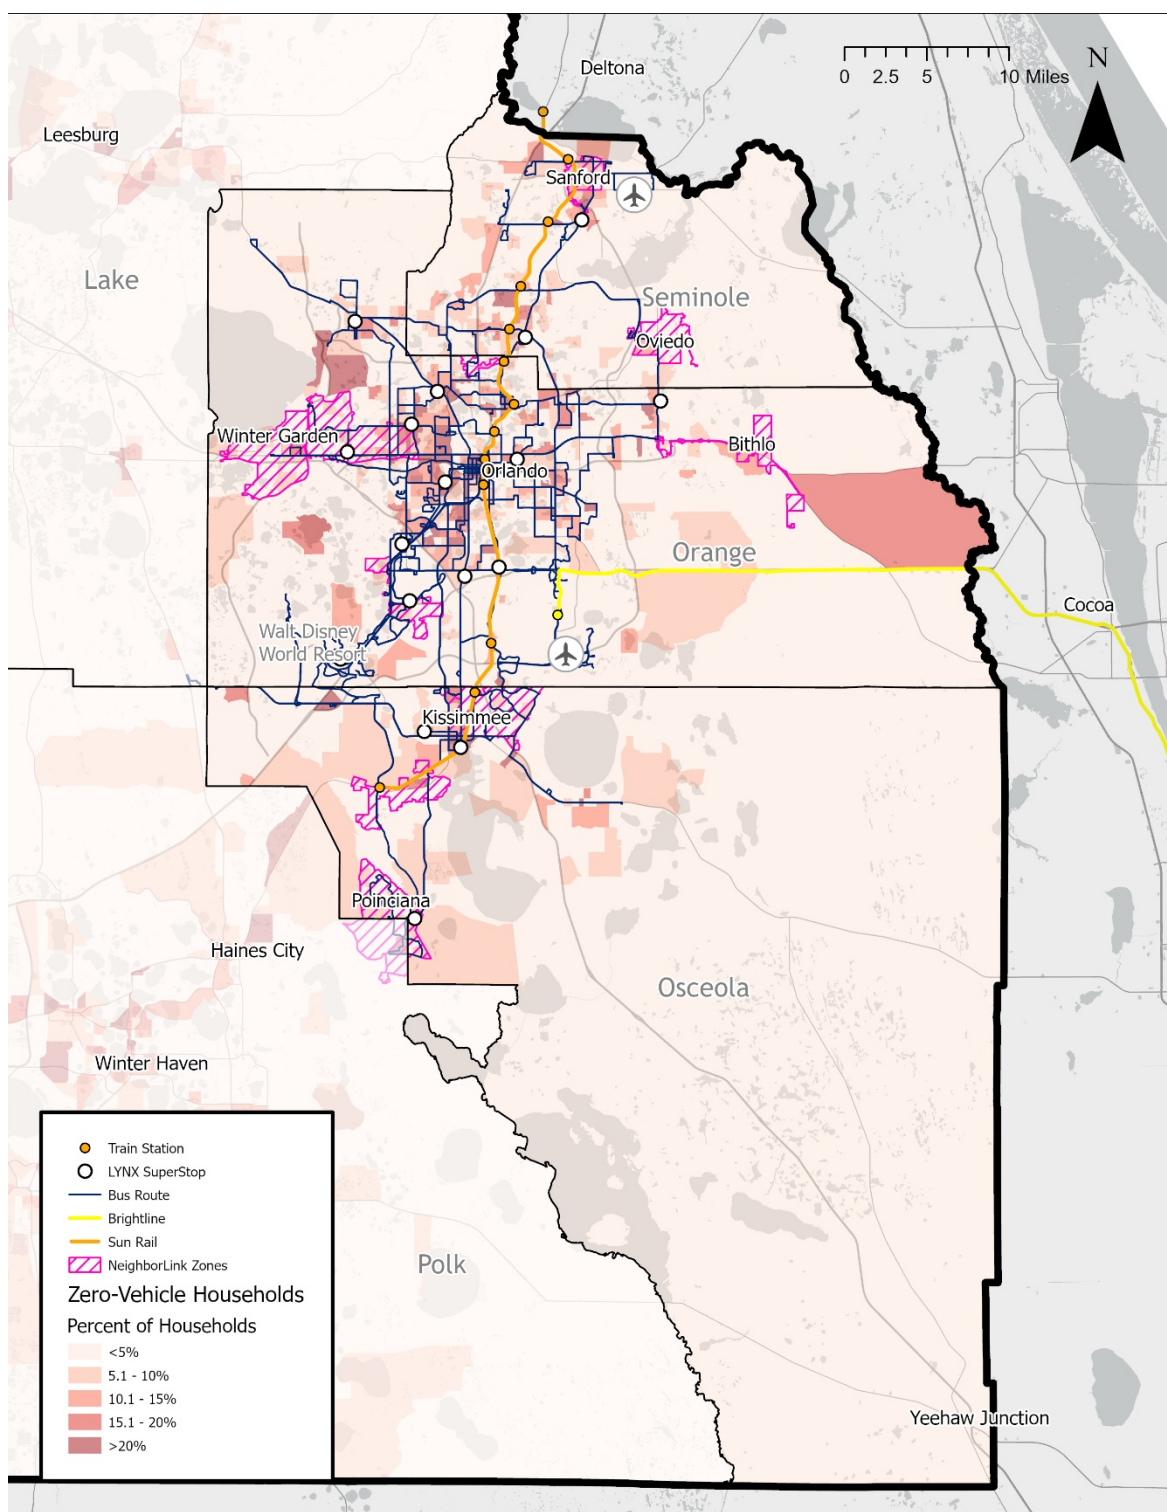 Deltona
0 2.5 5 10 Miles
N
Leesburg
Sanford
Lake
Seminole
Oviedo
Winter Garden
Bithlo
Orlando
Orange
Cocoa
Walt Disney
World Resort
Kissimmee
Poinciana
Haines City
Osceola
Winter Haven
Train Station
LYNX SuperStop
Bus Route
Brightline
Sun Rail
NeighborLink Zones
Zero-Vehicle Households
Percent of Households
<5%
5.1 - 10%
10.1 - 15%
15.1 - 20%
>20%
Polk
Yeehaw Junction